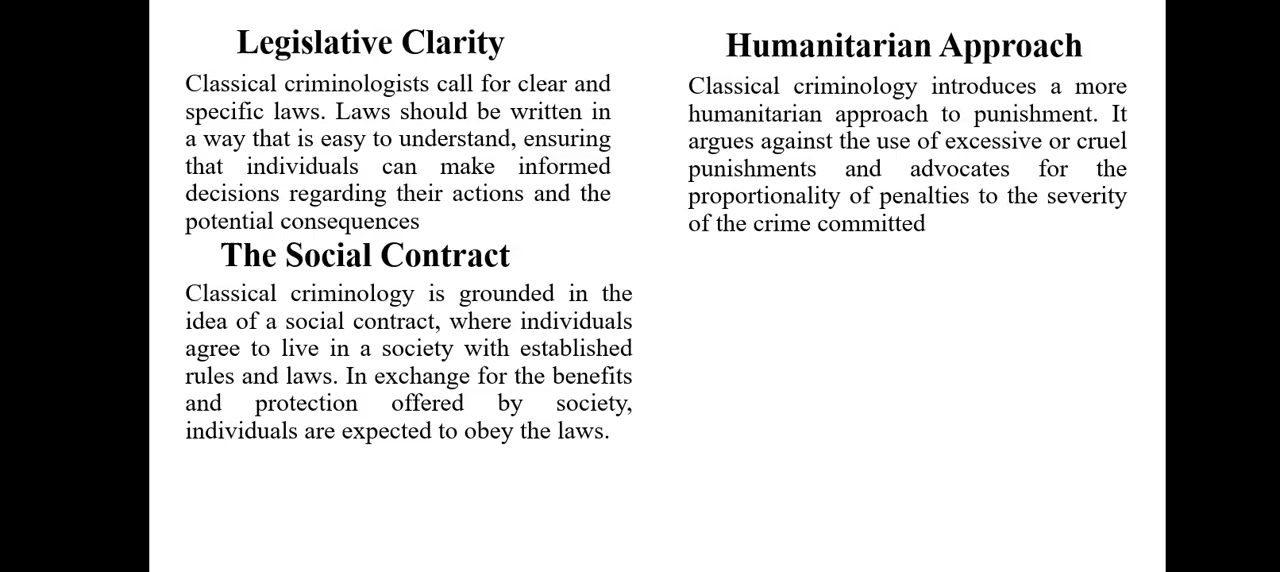 Legislative Clarity
Classical criminologists call for clear and
specific laws. Laws should be written in
a way that is easy to understand, ensuring
that individuals can make informed
decisions regarding their actions and the
potential consequences
The Social Contract
Classical criminology is grounded in the
idea of a social contract, where individuals
agree to live in a society with established
rules and laws. In exchange for the benefits
and protection offered by society,
individuals are expected to obey the laws.
Humanitarian Approach
Classical criminology introduces a more
humanitarian approach to punishment. It
argues against the use of excessive or cruel
punishments and advocates for the
proportionality of penalties to the severity
of the crime committed